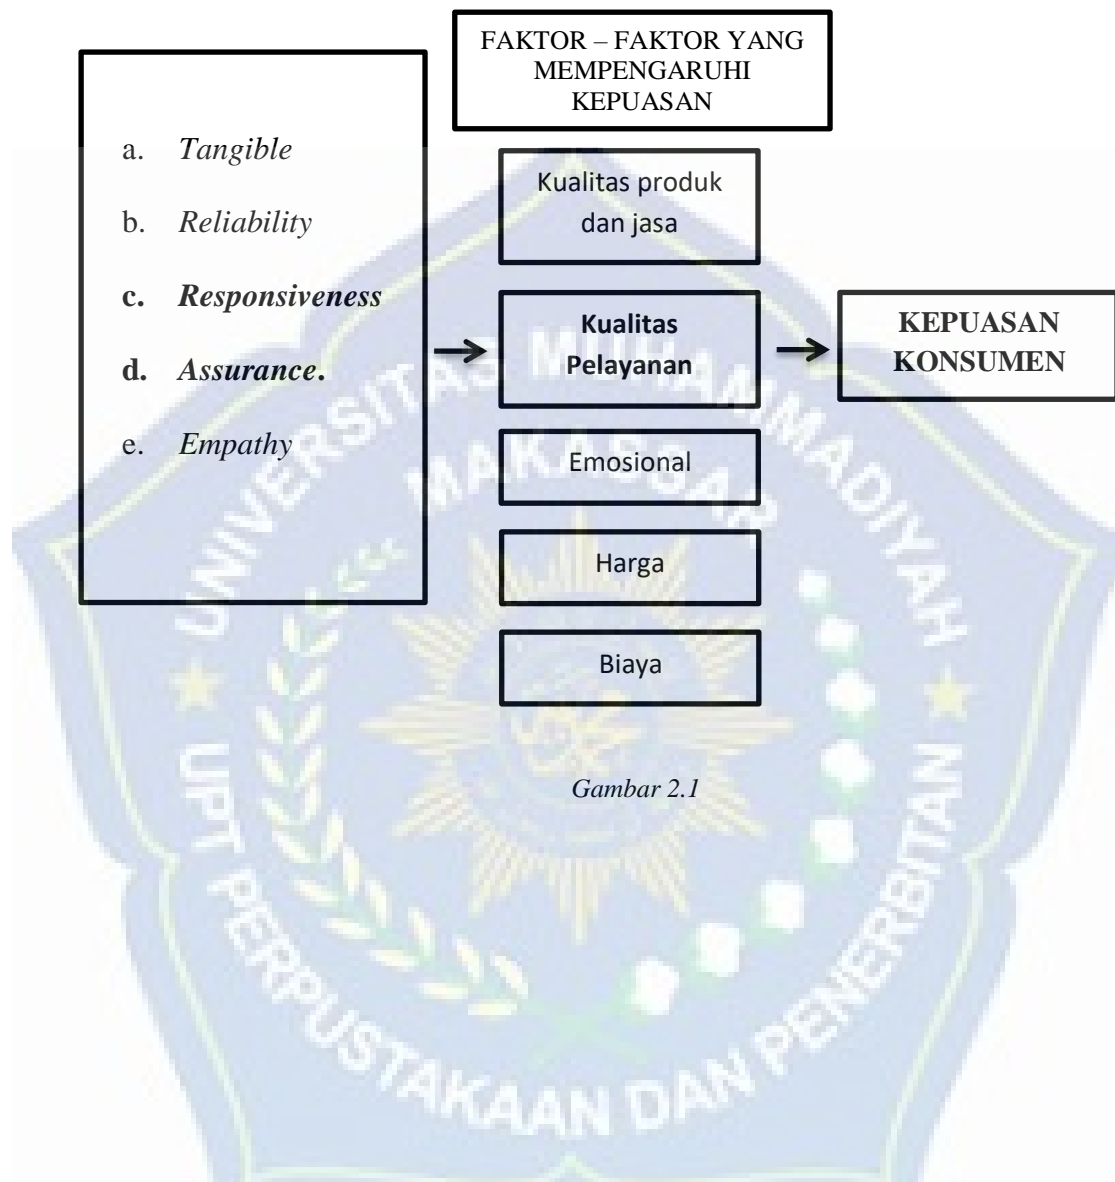 FAKTOR – FAKTOR YANG
MEMPENGARUHI
KEPUASAN
a. Tangible
b. Reliability
c. Responsiveness
d. Assurance.
e. Empathy
Kualitas produk
dan jasa
Kualitas
Pelayanan
Emosional
Harga
Biaya
KEPUASAN
KONSUMEN
Gambar 2.1
UNIVERSITAS MUHAMMADIYAH
MAKASSAR
UPT PERPUSTAKAAN DAN PENERBITAN